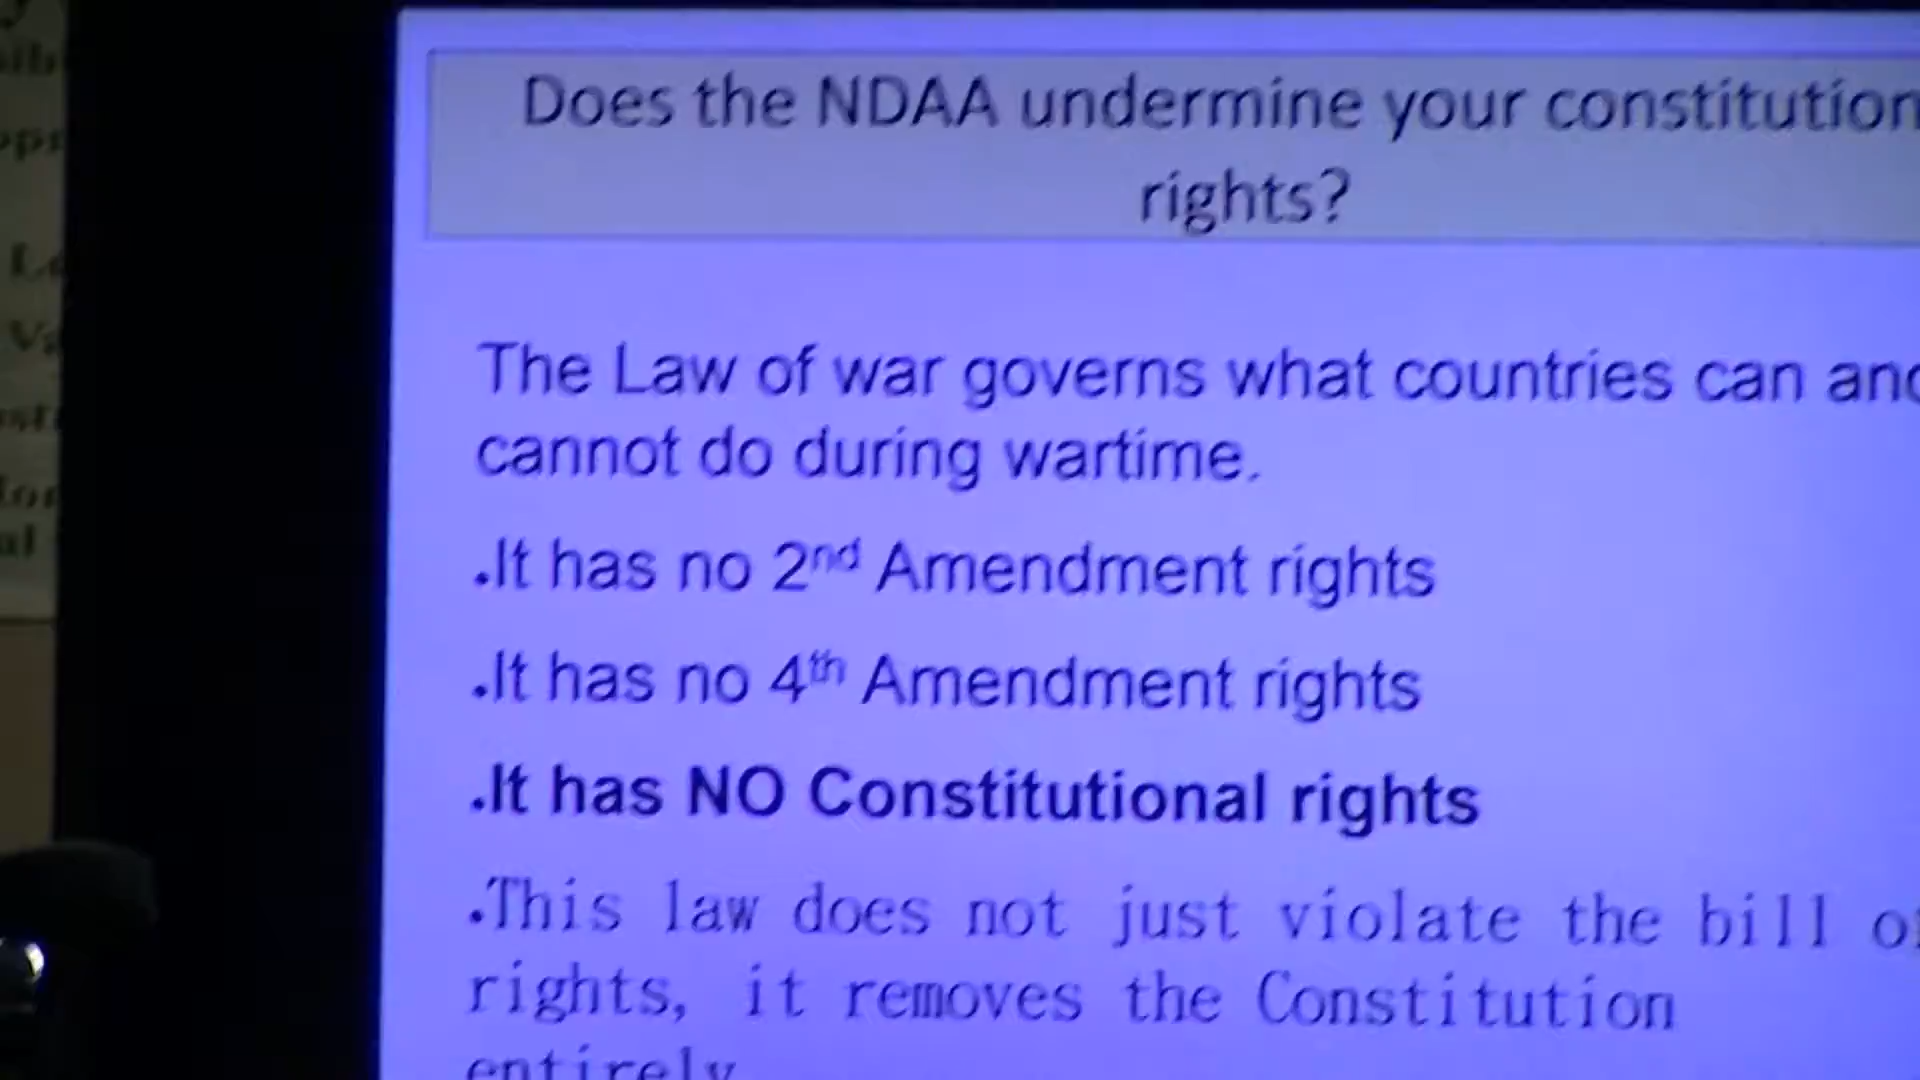 Does the NDAA undermine your constitution
rights?
The Law of war governs what countries can and
cannot do during wartime.
.It has no 2nd Amendment rights
.It has no 4th Amendment rights
.It has NO Constitutional rights
.This law does not just violate the bill of
rights, it removes the Constitution
entirely